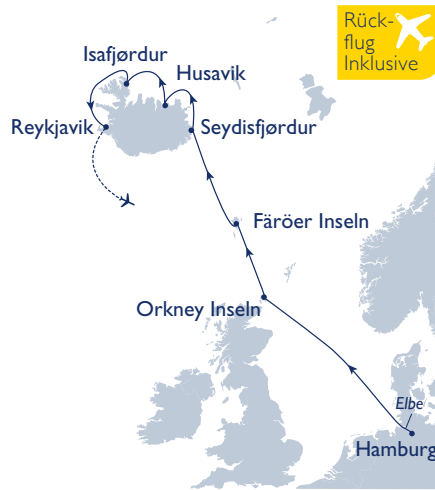 Rück-
flug
Inklusive
Isafjørdur
Husavik
Reykjavik
Seydisfjørdur
Färöer Inseln
Orkney Inseln
Elbe
Hamburg